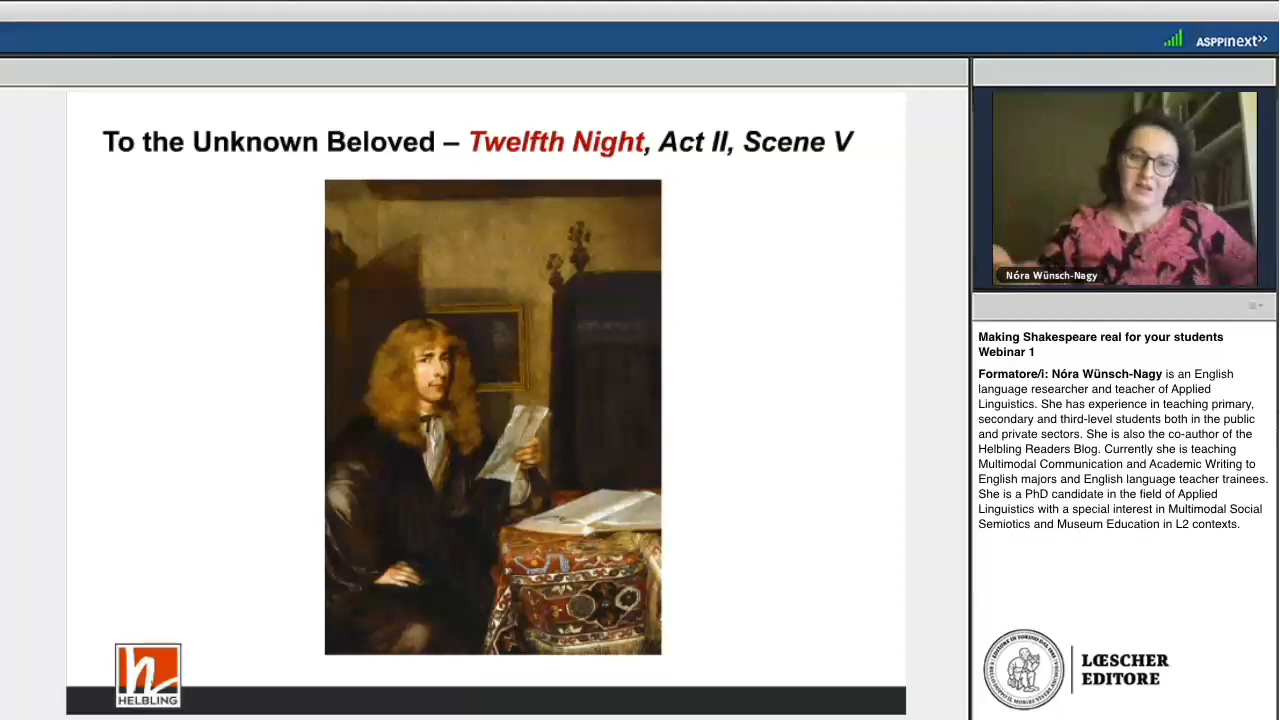 ASPPInext>>
To the Unknown Beloved – Twelfth Night, Act II, Scene V
HELBLING
Nóra Wünsch-Nagy
Making Shakespeare real for your students
Webinar 1
Formatore/i: Nóra Wünsch-Nagy is an English
language researcher and teacher of Applied
Linguistics. She has experience in teaching primary,
secondary and third-level students both in the public
and private sectors. She is also the co-author of the
Helbling Readers Blog. Currently she is teaching
Multimodal Communication and Academic Writing to
English majors and English language teacher trainees.
She is a PhD candidate in the field of Applied
Linguistics with a special interest in Multimodal Social
Semiotics and Museum Education in L2 contexts.
LŒSCHER
EDITORE